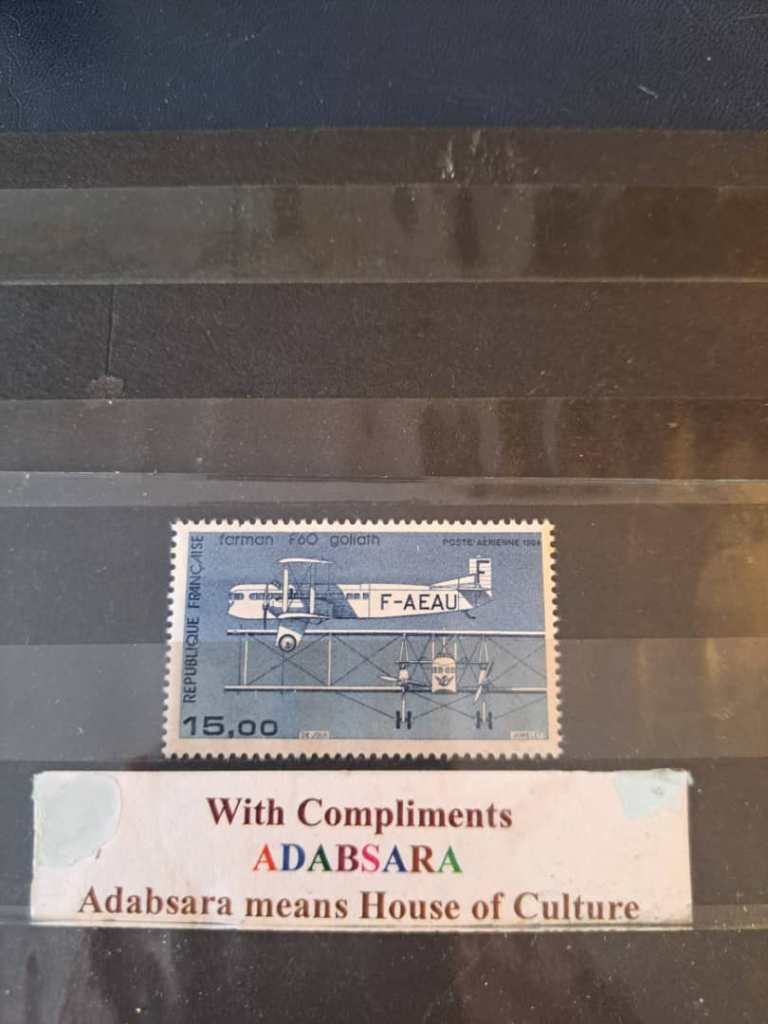 farman F60 goliath
POSTE AERIENNE 1984
REPUBLIQUE FRANÇAISE
F
F-AEAU
15,00
JUMELET
With Compliments
ADABSARA
Adabsara means House of Culture